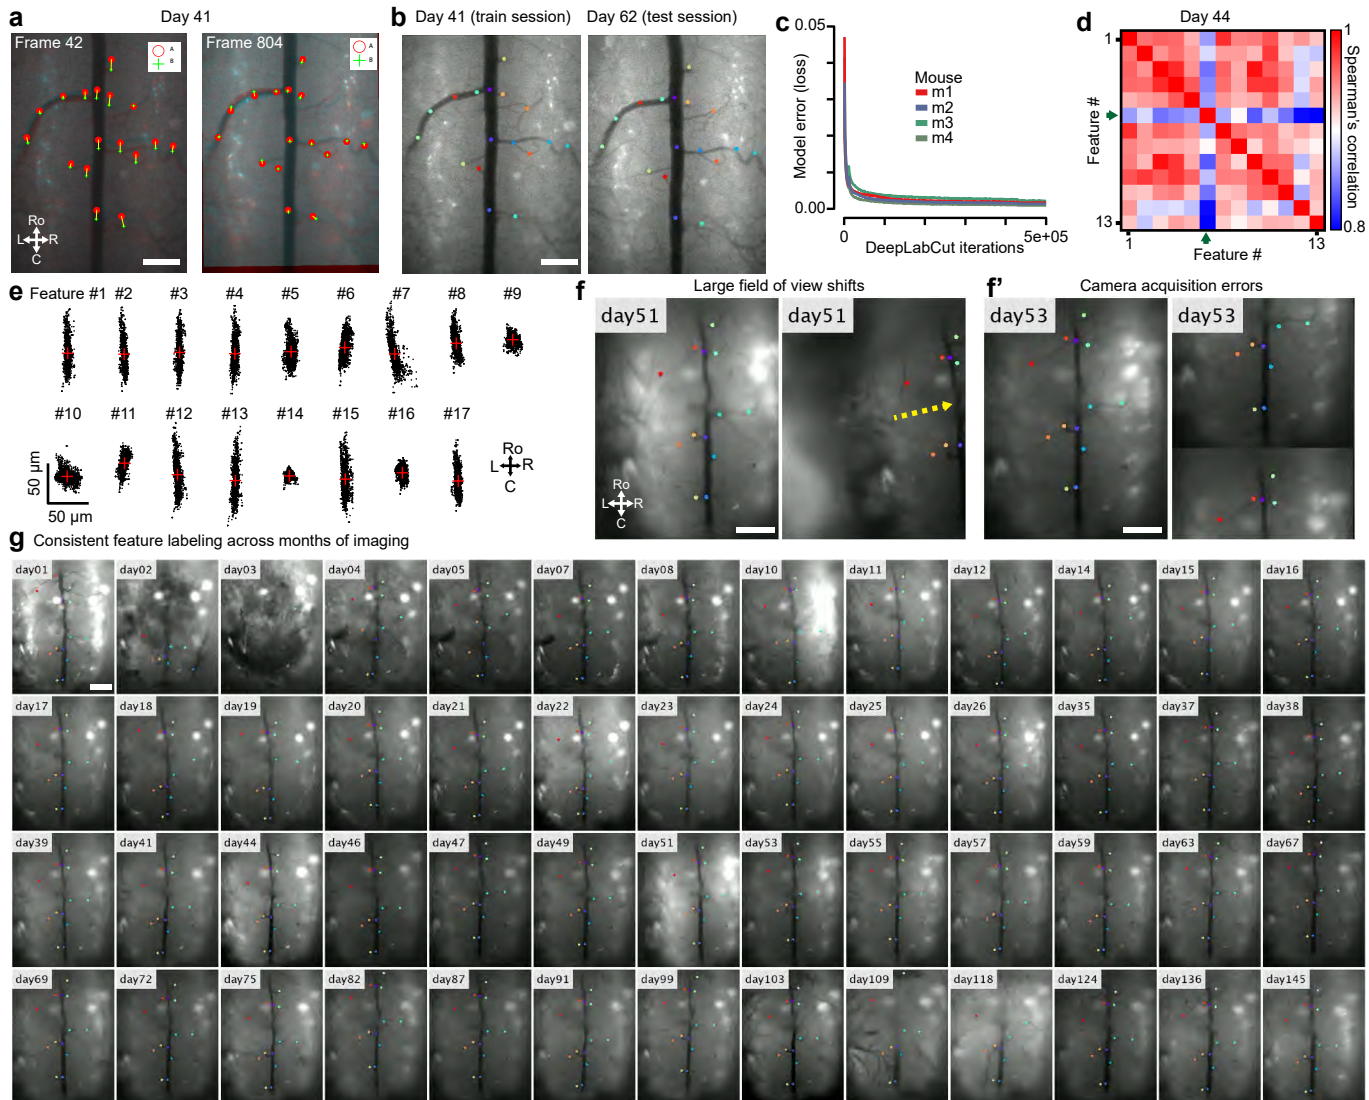 a
Day 41
Frame 42
A
B
Frame 804
A
B
Ro
L R
C
b
Day 41 (train session)
Day 62 (test session)
c
0.05
Model error (loss)
0.00
Mouse
m1
m2
m3
m4
0
5e+05
DeepLabCut iterations
d
Day 44
1
Feature #
13
1
13
Feature #
1
Spearman's correlation
0.8
e
Feature #1 #2 #3 #4 #5 #6 #7 #8 #9
#10 #11 #12 #13 #14 #15 #16 #17
50 µm
50 µm
Ro
L R
C
f
Large field of view shifts
day51
day51
Ro
L R
C
f'
Camera acquisition errors
day53
day53
g
Consistent feature labeling across months of imaging
day01 day02 day03 day04 day05 day07 day08 day10 day11 day12 day14 day15 day16
day17 day18 day19 day20 day21 day22 day23 day24 day25 day26 day35 day37 day38
day39 day41 day44 day46 day47 day49 day51 day53 day55 day57 day59 day63 day67
day69 day72 day75 day82 day87 day91 day99 day103 day109 day118 day124 day136 day145